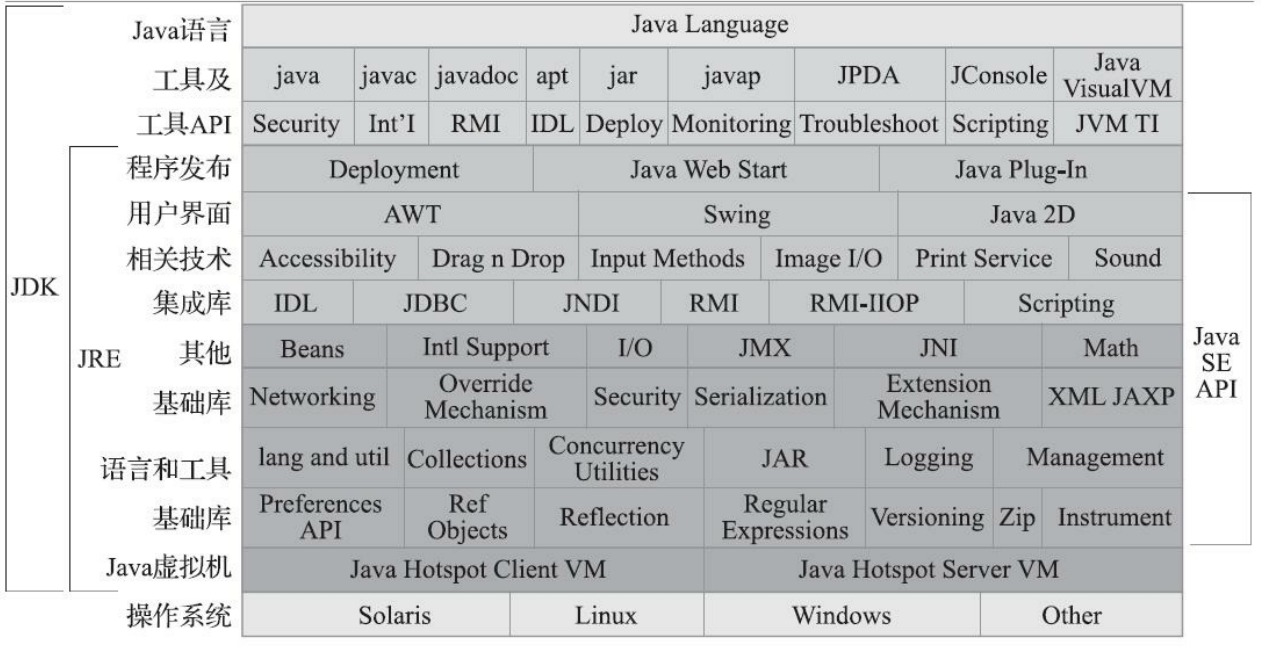 Java语言 Java Language
工具及 java javac javadoc apt jar javap JPDA JConsole Java VisualVM
工具API Security Int'I RMI IDL Deploy Monitoring Troubleshoot Scripting JVM TI
程序发布 Deployment Java Web Start Java Plug-In
用户界面 AWT Swing Java 2D
相关技术 Accessibility Drag n Drop Input Methods Image I/O Print Service Sound
集成库 IDL JDBC JNDI RMI RMI-IIOP Scripting
其他 Beans Intl Support I/O JMX JNI Math
基础库 Networking Override Mechanism Security Serialization Extension Mechanism XML JAXP
语言和工具 lang and util Collections Concurrency Utilities JAR Logging Management
基础库 Preferences API Ref Objects Reflection Regular Expressions Versioning Zip Instrument
Java虚拟机 Java Hotspot Client VM Java Hotspot Server VM
操作系统 Solaris Linux Windows Other
JDK
JRE
Java
SE
API